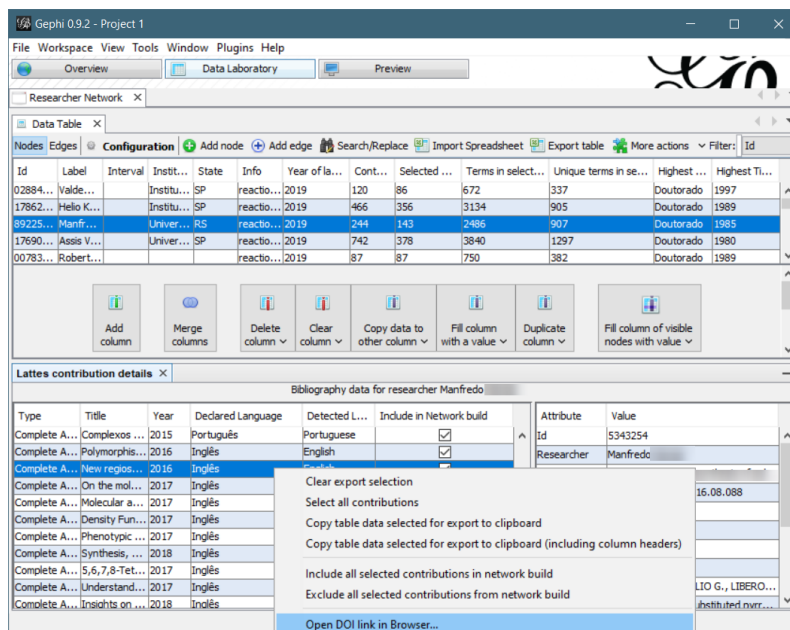 Gephi 0.9.2 - Project 1
File Workspace View Tools Window Plugins Help
Overview Data Laboratory Preview
Researcher Network X
Data Table X
Nodes Edges Configuration Add node Add edge Search/Replace Import Spreadsheet Export table More actions Filter: Id
Id Label Interval Instit... State Info Year of la... Cont... Selected ... Terms in select... Unique terms in se... Highest ... Highest Ti...
02884... Valde... Institu... SP reactio... 2019 120 86 672 337 Doutorado 1997
17862... Helio K... Institu... SP reactio... 2019 466 356 3134 905 Doutorado 1989
89225... Manfr... Univer... RS reactio... 2019 244 143 2486 907 Doutorado 1985
17690... Assis V... Univer... SP reactio... 2019 742 378 3840 1297 Doutorado 1980
00783... Robert... reactio... 2019 87 87 750 382 Doutorado 1989
Add column
Merge columns
Delete column
Clear column
Copy data to other column
Fill column with a value
Duplicate column
Fill column of visible nodes with value
Lattes contribution details X
Bibliography data for researcher Manfredo
Type Titlle Year Declared Language Detected L... Include in Network build Attribute Value
Complete A... Complexos ... 2015 Português Portuguese Id 5343254
Complete A... Polymorphis... 2016 Inglês English Researcher Manfredo
Complete A... New regios... 2016 Inglês
Complete A... On the mol... 2017 Inglês 16.08.088
Complete A... Molecular a... 2017 Inglês
Complete A... Density Fun... 2017 Inglês
Complete A... Phenotypic ... 2017 Inglês
Complete A... Synthesis, ... 2018 Inglês
Complete A... 5,6,7,8-Tet... 2017 Inglês
Complete A... Understand... 2017 Inglês LIO G., LIBERO...
Complete A... Insights on ... 2018 Inglês
Clear export selection
Select all contributions
Copy table data selected for export to clipboard
Copy table data selected for export to clipboard (including column headers)
Include all selected contributions in network build
Exclude all selected contributions from network build
Open DOI link in Browser...